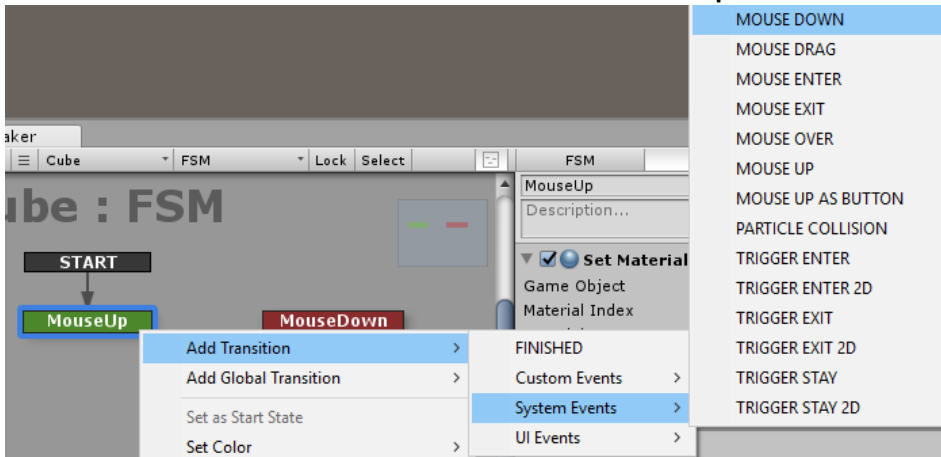 MOUSE DOWN
MOUSE DRAG
MOUSE ENTER
MOUSE EXIT
MOUSE OVER
MOUSE UP
MOUSE UP AS BUTTON
PARTICLE COLLISION
TRIGGER ENTER
TRIGGER ENTER 2D
TRIGGER EXIT
TRIGGER EXIT 2D
TRIGGER STAY
TRIGGER STAY 2D
aker
Cube FSM Lock Select FSM
ube : FSM
START
MouseUp
MouseDown
MouseUp
Description...
Set Material
Game Object
Material Index
Add Transition
Add Global Transition
Set as Start State
Set Color
FINISHED
Custom Events
System Events
UI Events